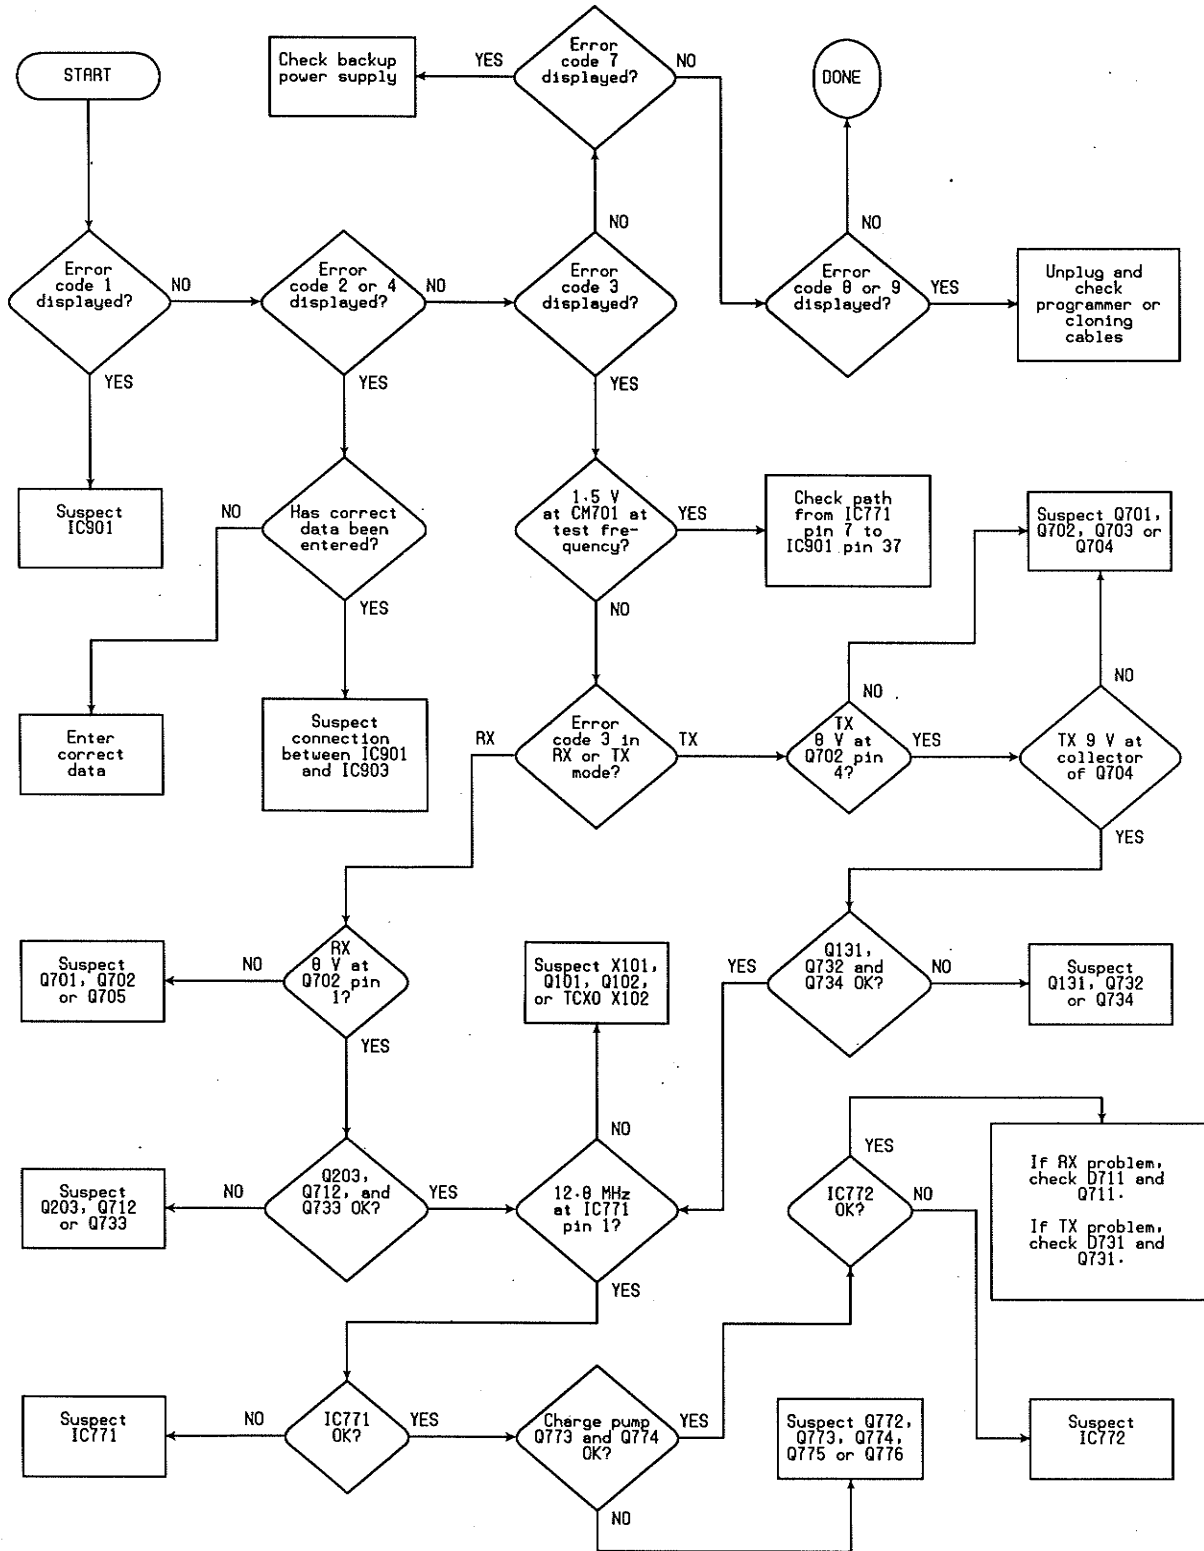 START
Check backup
power supply
YES
Error
code 7
displayed?
NO
DONE
NO
NO
Error
code 1
displayed?
NO
Error
code 2 or 4
displayed?
NO
Error
code 3
displayed?
Error
code 8 or 9
displayed?
YES
Unplug and
check
programmer or
cloning
cables
YES
YES
YES
Suspect
IC901
NO
Has correct
data been
entered?
1.5 V
at CM701 at
test fre-
quency?
YES
Check path
from IC771
pin 7 to
IC901 pin 37
Suspect Q701,
Q702, Q703 or
Q704
YES
NO
NO
NO
Enter
correct
data
Suspect
connection
between IC901
and IC903
RX
Error
code 3 in
RX or TX
mode?
TX
TX
8 V at
Q702 pin
4?
YES
TX 9 V at
collector
of Q704
YES
Suspect
Q701, Q702
or Q705
NO
RX
8 V at
Q702 pin
1?
Suspect X101,
Q101, Q102,
or TCXO X102
YES
Q131,
Q732 and
Q734 OK?
NO
Suspect
Q131, Q732
or Q734
YES
NO
YES
Suspect
Q203, Q712
or Q733
NO
Q203,
Q712, and
Q733 OK?
YES
12.8 MHz
at IC771
pin 1?
IC772
OK?
NO
If RX problem,
check D711 and
Q711.
If TX problem,
check D731 and
Q731.
YES
Suspect
IC771
NO
IC771
OK?
YES
Charge pump
Q773 and Q774
OK?
YES
Suspect Q772,
Q773, Q774,
Q775 or Q776
Suspect
IC772
NO